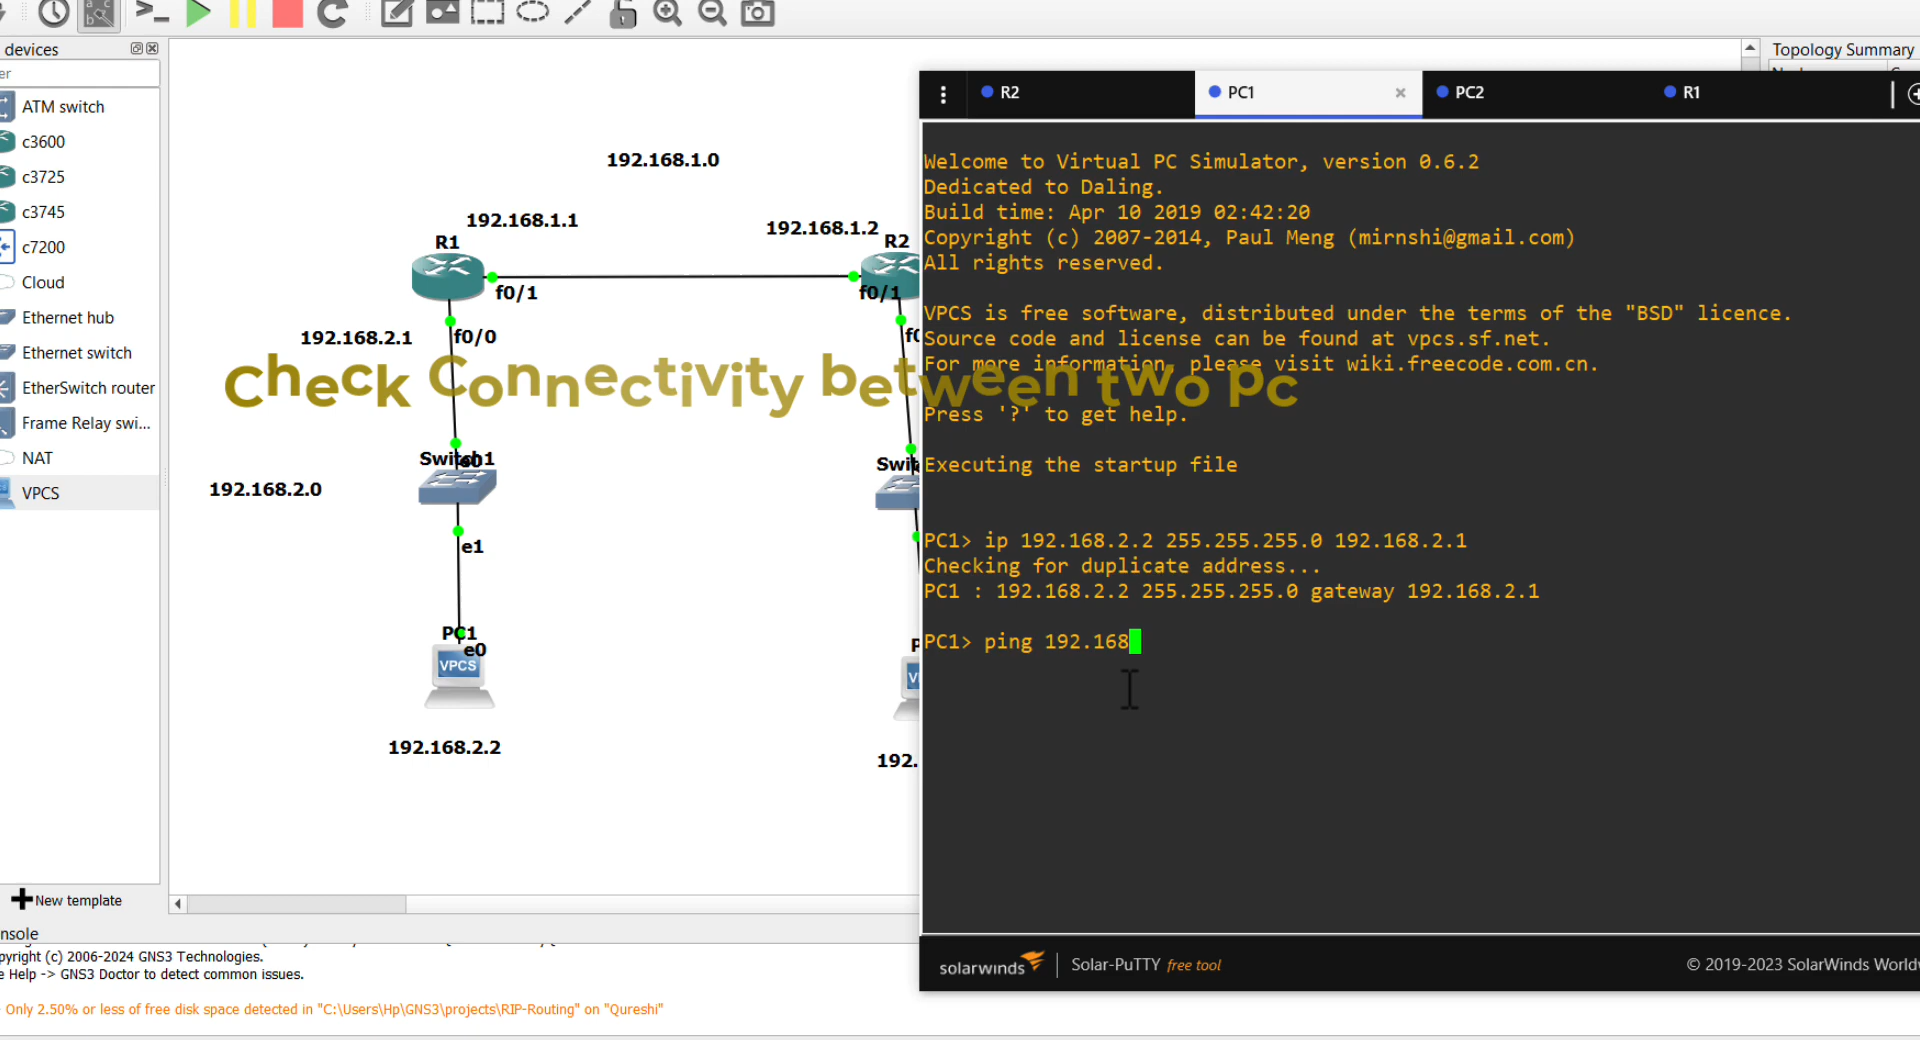 devices
er
ATM switch
c3600
c3725
c3745
c7200
Cloud
Ethernet hub
Ethernet switch
EtherSwitch router
Frame Relay swi...
NAT
VPCS
New template
192.168.1.0
192.168.1.1
192.168.1.2
R1
R2
f0/1
f0/1
192.168.2.1
f0/0
Check Connectivity between two pc
Switch1
e0
192.168.2.0
e1
PC1
e0
VPCS
192.168.2.2
192.
Topology Summary
R2
PC1
PC2
R1
Welcome to Virtual PC Simulator, version 0.6.2
Dedicated to Daling.
Build time: Apr 10 2019 02:42:20
Copyright (c) 2007-2014, Paul Meng (mirnshi@gmail.com)
All rights reserved.
VPCS is free software, distributed under the terms of the "BSD" licence.
Source code and license can be found at vpcs.sf.net.
For more information, please visit wiki.freecode.com.cn.
Press '?' to get help.
Executing the startup file
PC1> ip 192.168.2.2 255.255.255.0 192.168.2.1
Checking for duplicate address...
PC1 : 192.168.2.2 255.255.255.0 gateway 192.168.2.1
PC1> ping 192.168
solarwinds
Solar-PuTTY free tool
© 2019-2023 SolarWinds Worldw
nsole
pyright (c) 2006-2024 GNS3 Technologies.
e Help -> GNS3 Doctor to detect common issues.
Only 2.50% or less of free disk space detected in "C:\Users\Hp\GNS3\projects\RIP-Routing" on "Qureshi"